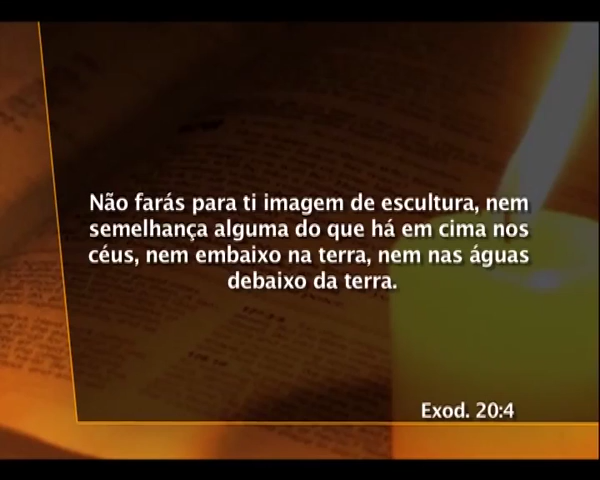 Não farás para ti imagem de escultura, nem
semelhança alguma do que há em cima nos
céus, nem embaixo na terra, nem nas águas
debaixo da terra.
Exod. 20:4